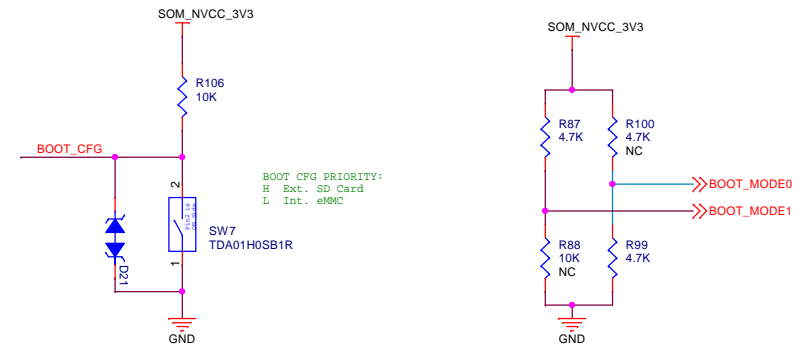 SOM_NVCC_3V3
R106
10K
BOOT_CFG
BOOT CFG PRIORITY:
H Ext. SD Card
L Int. eMMC
2
SW7
TDA01H0SB1R
1
D21
GND
SOM_NVCC_3V3
R87
4.7K
R100
4.7K
NC
BOOT_MODE0
BOOT_MODE1
R88
10K
NC
R99
4.7K
GND